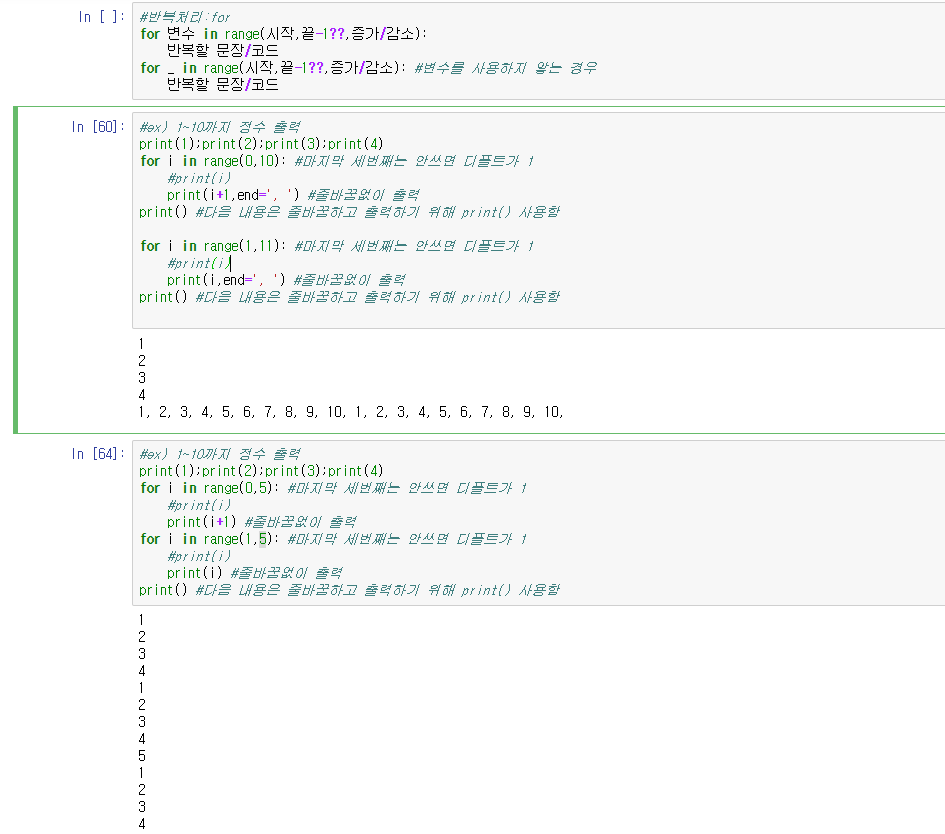 In [ ]: #반복처리:for
for 변수 in range(시작,끝-1??,증가/감소):
    반복할 문장/코드
for _ in range(시작,끝-1??,증가/감소): #변수를 사용하지 않는 경우
    반복할 문장/코드
In [60]: #ex) 1~10까지 정수 출력
print(1);print(2);print(3);print(4)
for i in range(0,10): #마지막 세번째는 안쓰면 디폴트가 1
    #print(i)
    print(i+1,end=', ') #줄바꿈없이 출력
print() #다음 내용은 줄바꿈하고 출력하기 위해 print() 사용함
for i in range(1,11): #마지막 세번째는 안쓰면 디폴트가 1
    #print(i)
    print(i,end=', ') #줄바꿈없이 출력
print() #다음 내용은 줄바꿈하고 출력하기 위해 print() 사용함
1
2
3
4
1, 2, 3, 4, 5, 6, 7, 8, 9, 10, 1, 2, 3, 4, 5, 6, 7, 8, 9, 10,
In [64]: #ex) 1~10까지 정수 출력
print(1);print(2);print(3);print(4)
for i in range(0,5): #마지막 세번째는 안쓰면 디폴트가 1
    #print(i)
    print(i+1) #줄바꿈없이 출력
for i in range(1,5): #마지막 세번째는 안쓰면 디폴트가 1
    #print(i)
    print(i) #줄바꿈없이 출력
print() #다음 내용은 줄바꿈하고 출력하기 위해 print() 사용함
1
2
3
4
1
2
3
4
5
1
2
3
4